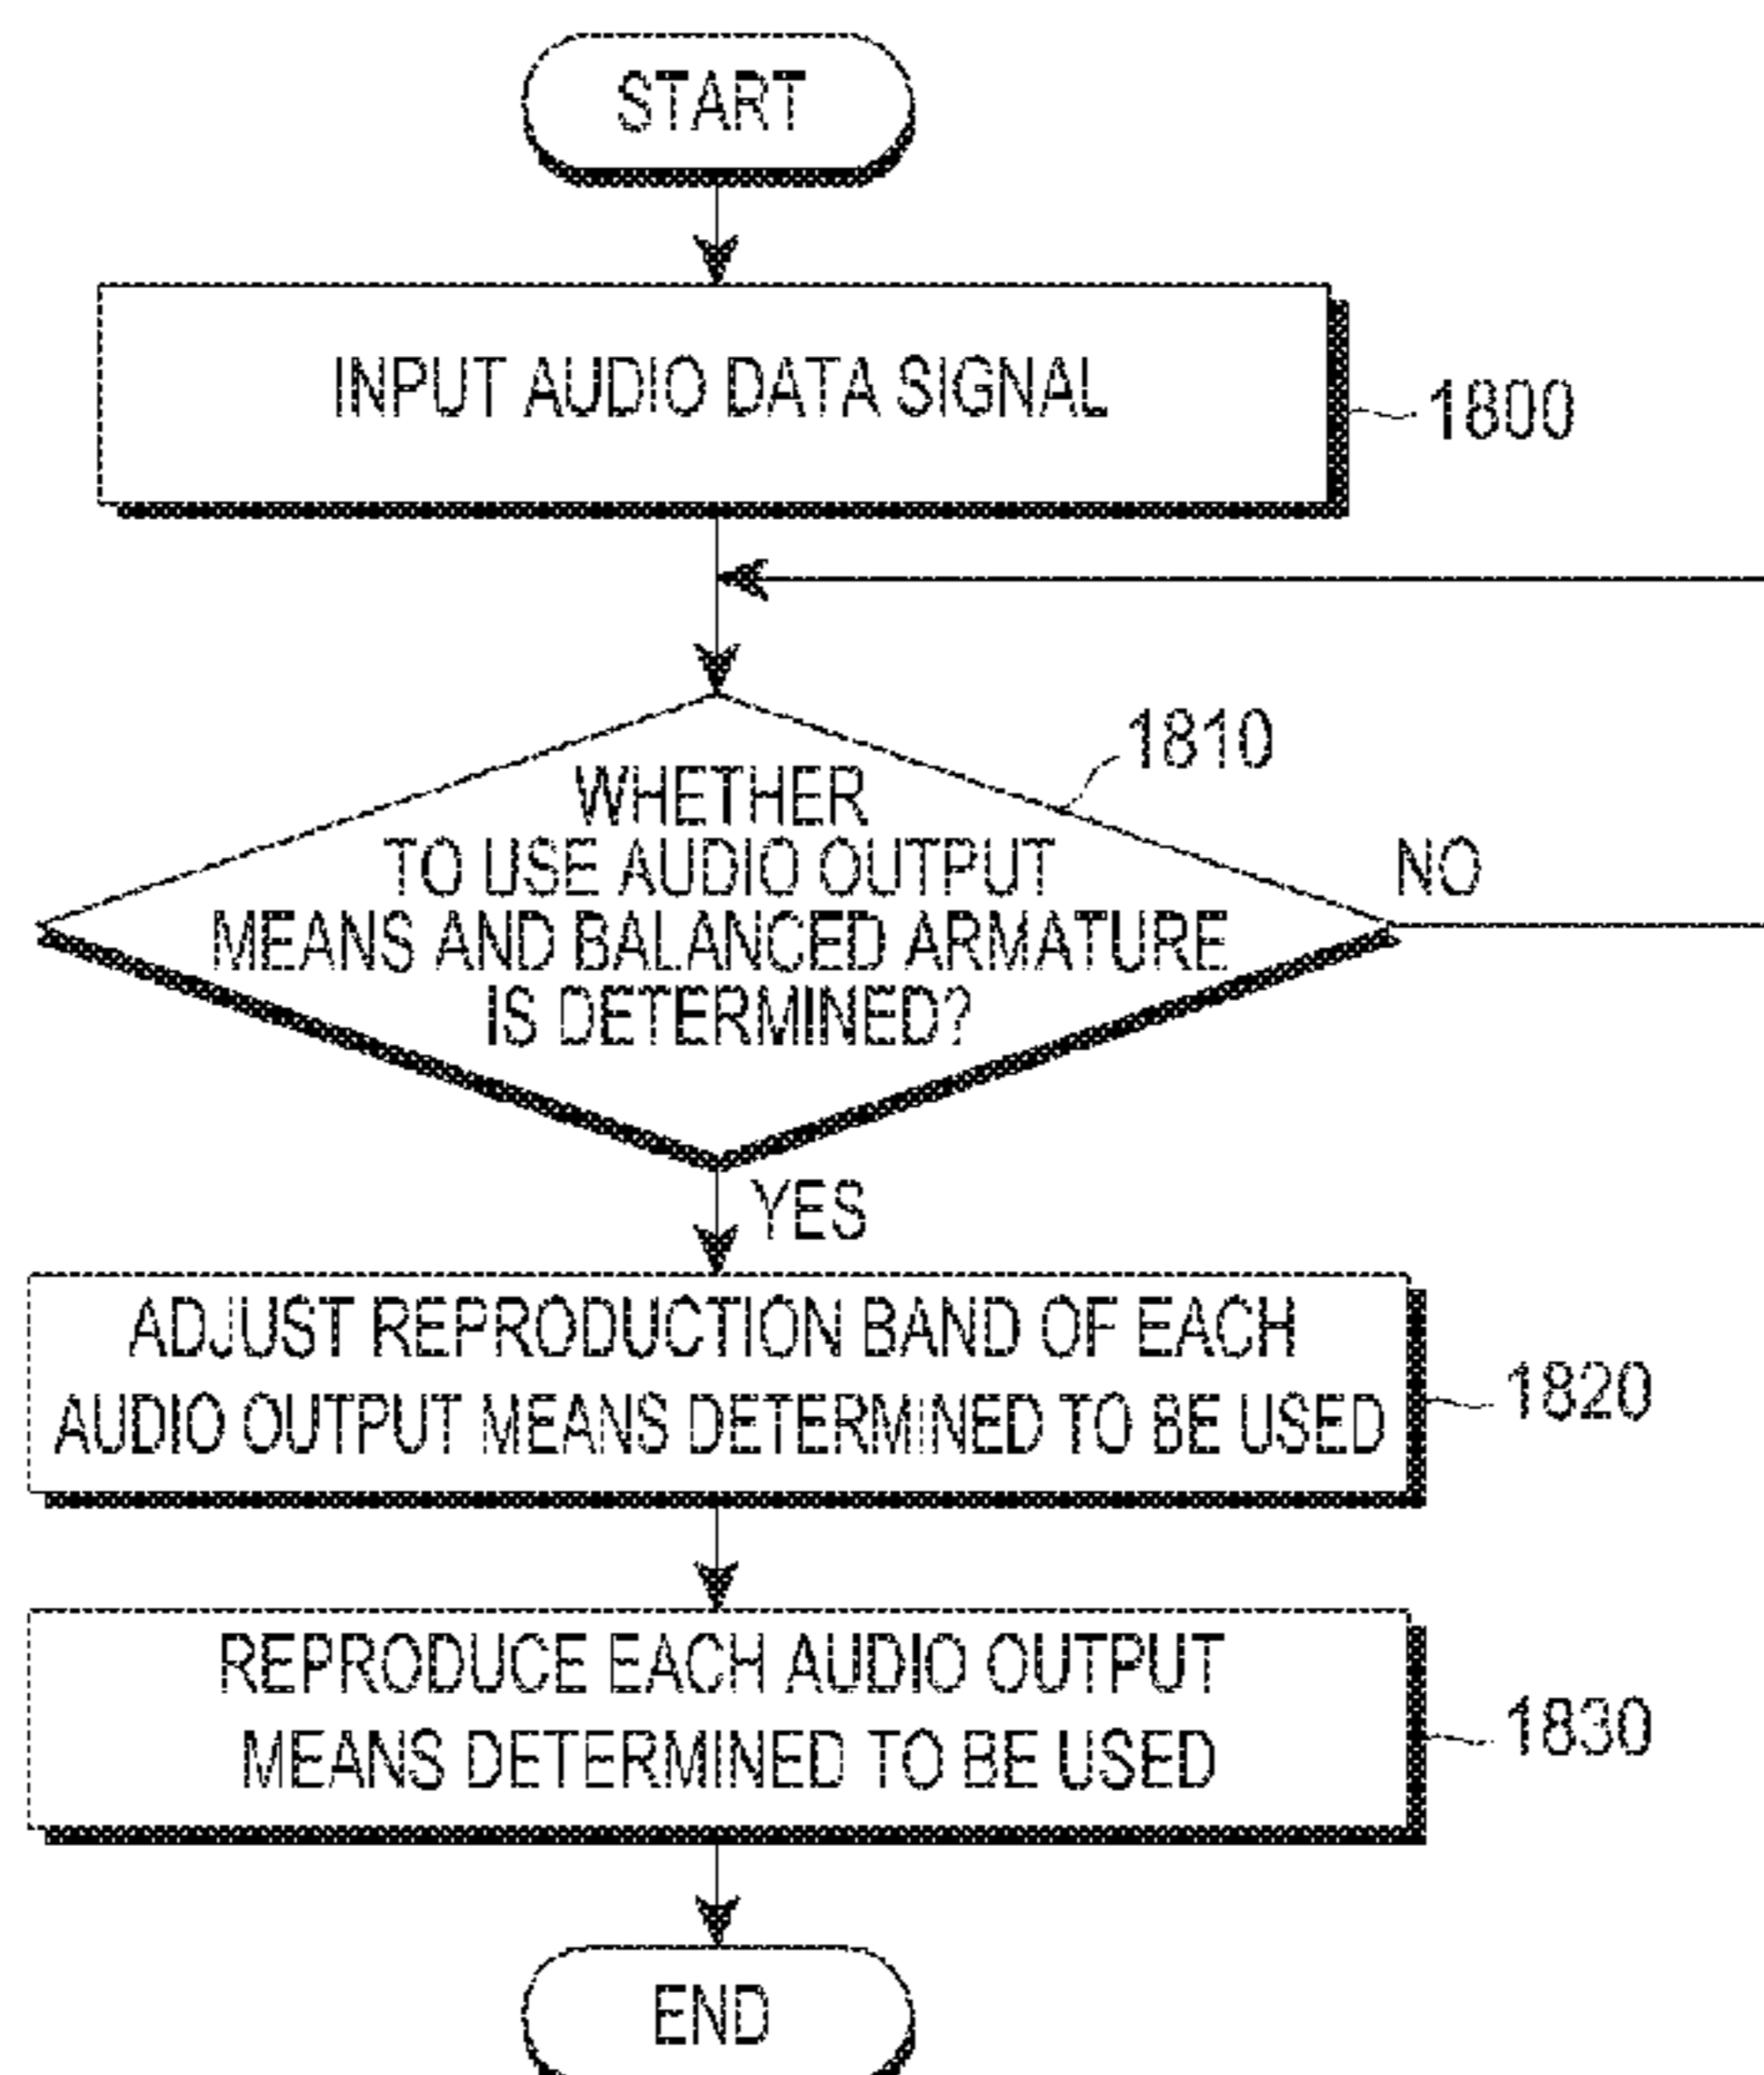 START
INPUT AUDIO DATA SIGNAL
1800
1810
WHETHER
TO USE AUDIO OUTPUT
MEANS AND BALANCED ARMATURE
IS DETERMINED?
NO
YES
ADJUST REPRODUCTION BAND OF EACH
AUDIO OUTPUT MEANS DETERMINED TO BE USED
1820
REPRODUCE EACH AUDIO OUTPUT
MEANS DETERMINED TO BE USED
1830
END